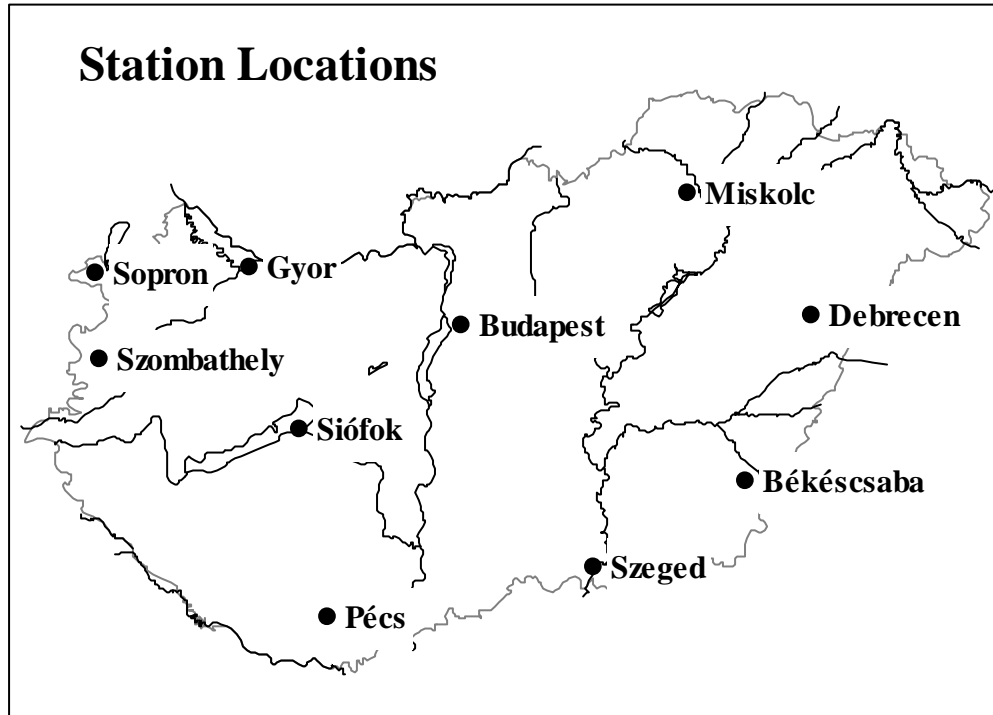 Station Locations
Miskolc
Sopron
Gyor
Debrecen
Budapest
Szombathely
Siófok
Békéscsaba
Szeged
Pécs